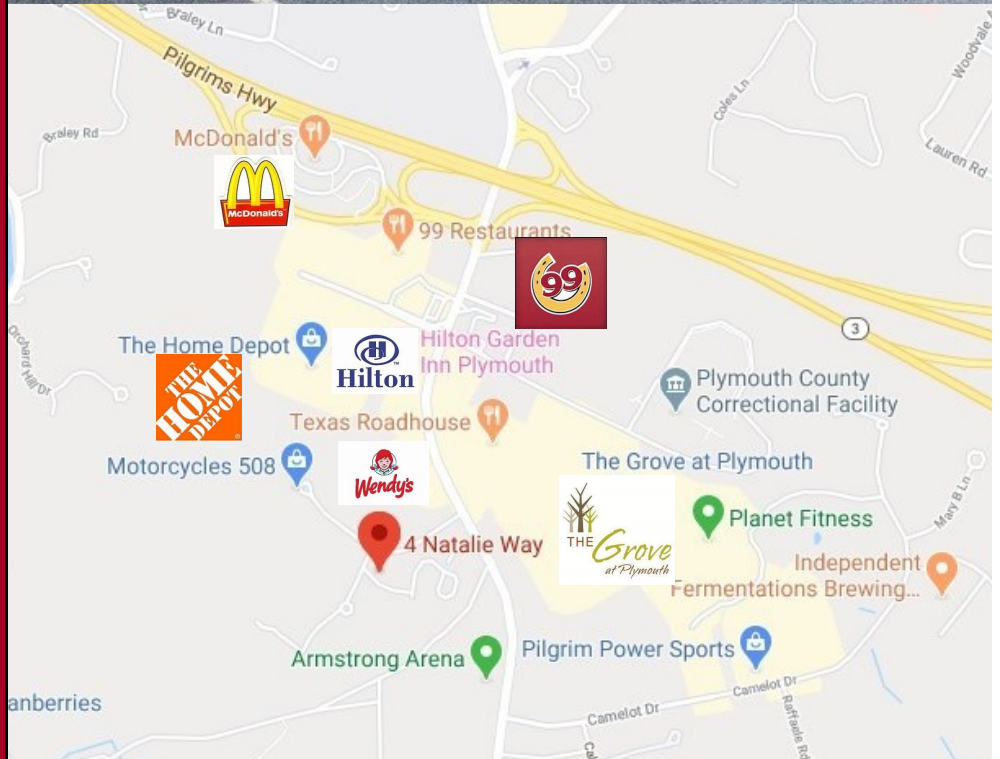 Braley Ln
Pilgrims Hwy
Woodvale A
Coles Ln
Braley Rd
McDonald's
McDonald's
Lauren Rd
99 Restaurants
99
3
Orchard Hill Dr
The Home Depot
THE
HOME
DEPOT
H
Hilton
Hilton Garden
Inn Plymouth
Plymouth County
Correctional Facility
Texas Roadhouse
Motorcycles 508
Wendy's
The Grove at Plymouth
THE Grove
at Plymouth
Planet Fitness
Mary B Ln
4 Natalie Way
Independent
Fermentations Brewing...
Armstrong Arena
Pilgrim Power Sports
Camelot Dr
Camelot Dr
Raffaele Rd
anberries
Cal